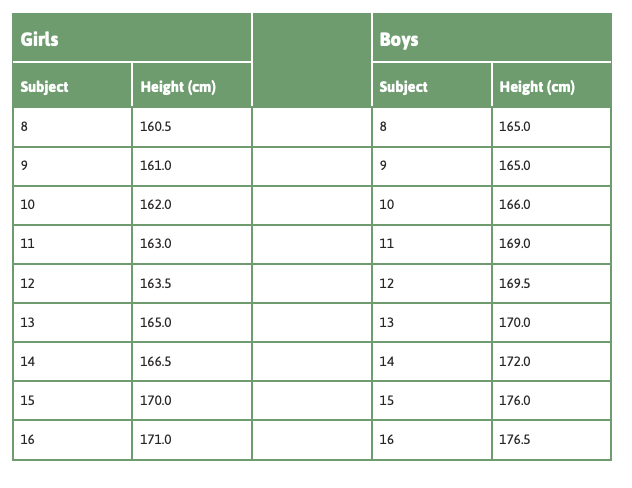 Girls Boys
Subject Height (cm) Subject Height (cm)
8 160.5 8 165.0
9 161.0 9 165.0
10 162.0 10 166.0
11 163.0 11 169.0
12 163.5 12 169.5
13 165.0 13 170.0
14 166.5 14 172.0
15 170.0 15 176.0
16 171.0 16 176.5